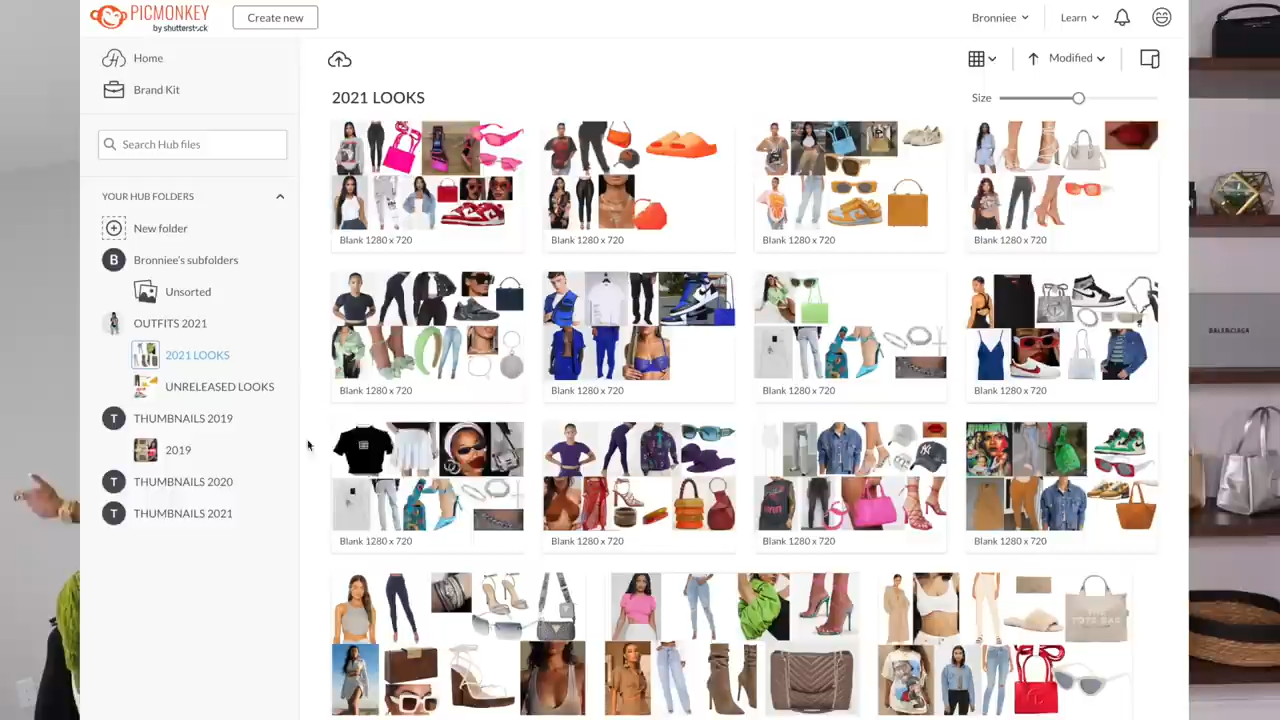 PICMONKEY
by shutterstock
Create new
Bronniee
Learn
Home
Brand Kit
Search Hub files
YOUR HUB FOLDERS
New folder
B
Bronniee's subfolders
Unsorted
OUTFITS 2021
2021 LOOKS
UNRELEASED LOOKS
T
THUMBNAILS 2019
2019
T
THUMBNAILS 2020
T
THUMBNAILS 2021
Modified
2021 LOOKS
Size
Blank 1280 x 720
Blank 1280 x 720
Blank 1280 x 720
Blank 1280 x 720
Blank 1280 x 720
Blank 1280 x 720
Blank 1280 x 720
Blank 1280 x 720
Blank 1280 x 720
Blank 1280 x 720
Blank 1280 x 720
Blank 1280 x 720
BALENCIAGA